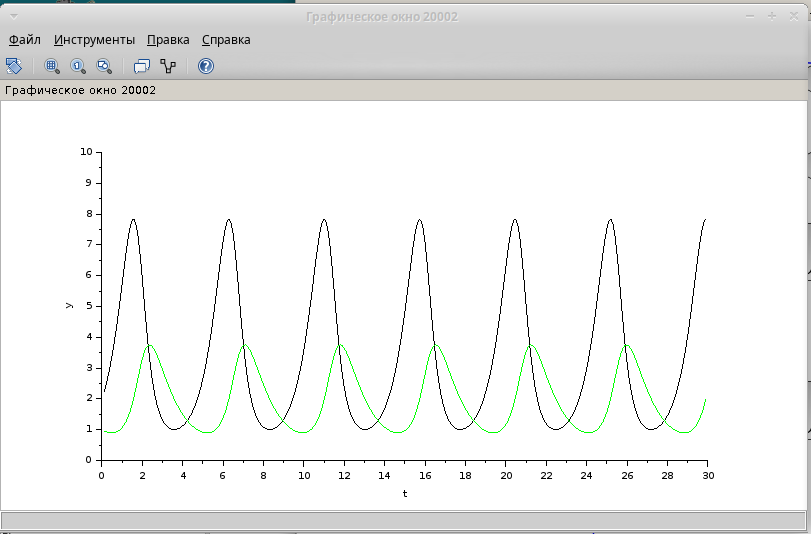 Графическое окно 20002
Файл Инструменты Правка Справка
Графическое окно 20002
10
9
8
7
6
5
4
3
2
1
0
y
0 2 4 6 8 10 12 14 16 18 20 22 24 26 28 30
t